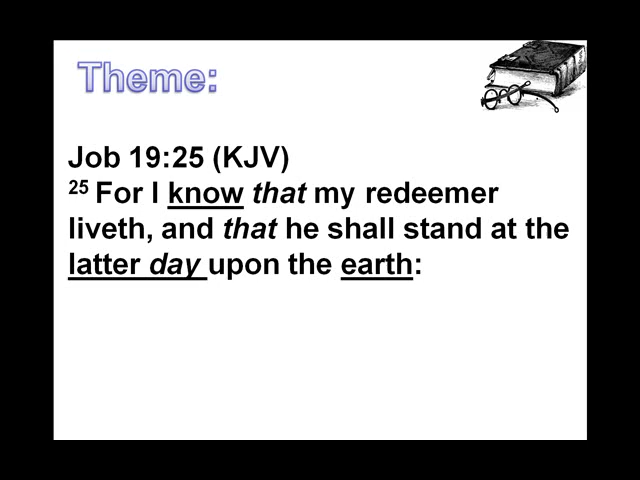 Theme:
Job 19:25 (KJV)
25 For I know that my redeemer
liveth, and that he shall stand at the
latter day upon the earth: